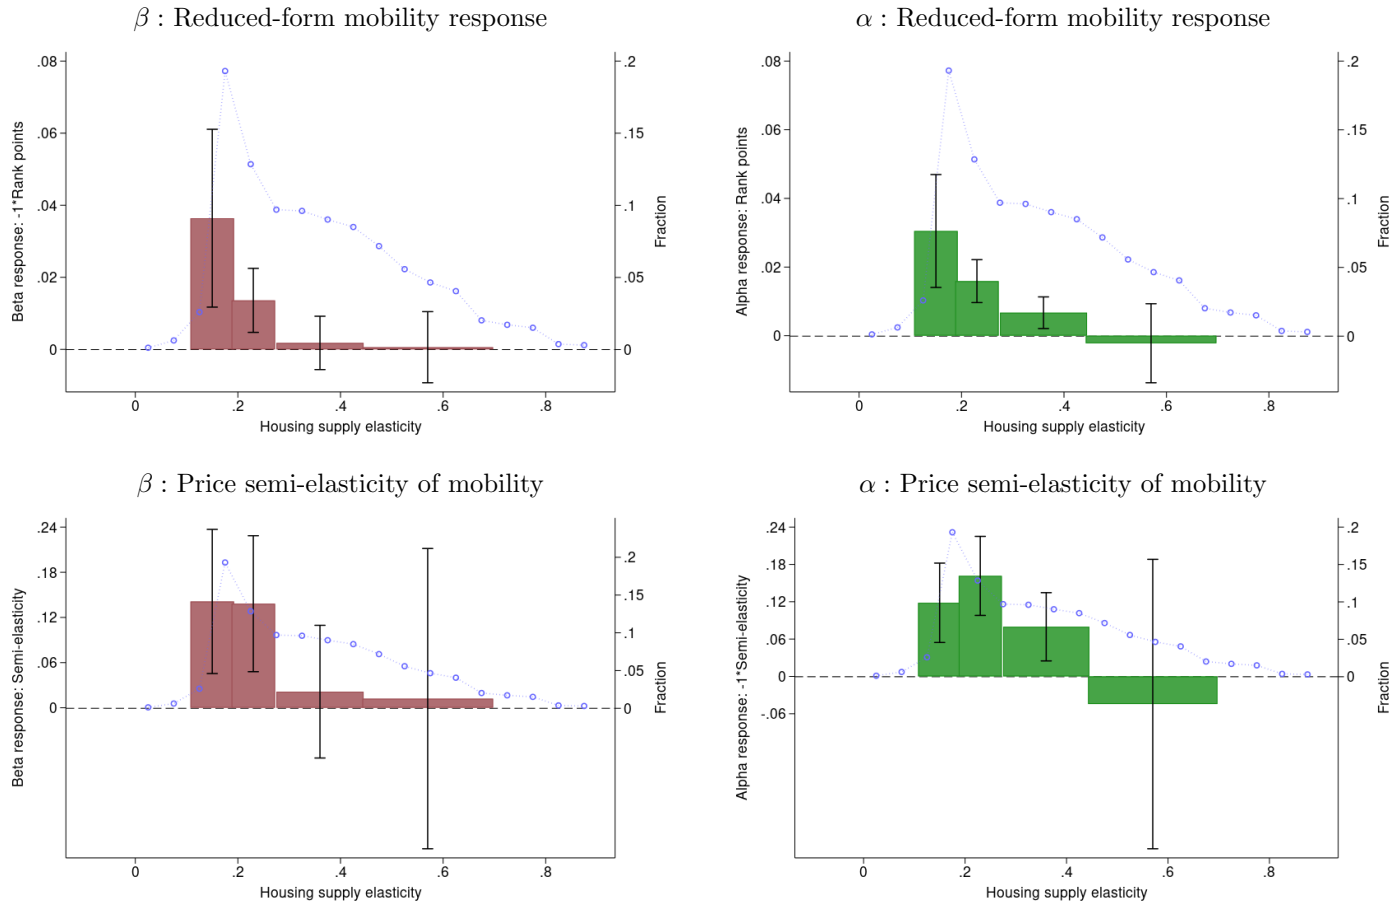 β : Reduced-form mobility response
.08
.06
.04
.02
0
Beta response: -1*Rank points
.2
.15
.1
.05
0
Fraction
0 .2 .4 .6 .8
Housing supply elasticity
α : Reduced-form mobility response
.08
.06
.04
.02
0
Alpha response: Rank points
.2
.15
.1
.05
0
Fraction
0 .2 .4 .6 .8
Housing supply elasticity
β : Price semi-elasticity of mobility
.24
.18
.12
.06
0
Beta response: Semi-elasticity
.2
.15
.1
.05
0
Fraction
0 .2 .4 .6 .8
Housing supply elasticity
α : Price semi-elasticity of mobility
.24
.18
.12
.06
0
-.06
Alpha response: -1*Semi-elasticity
.2
.15
.1
.05
0
Fraction
0 .2 .4 .6 .8
Housing supply elasticity